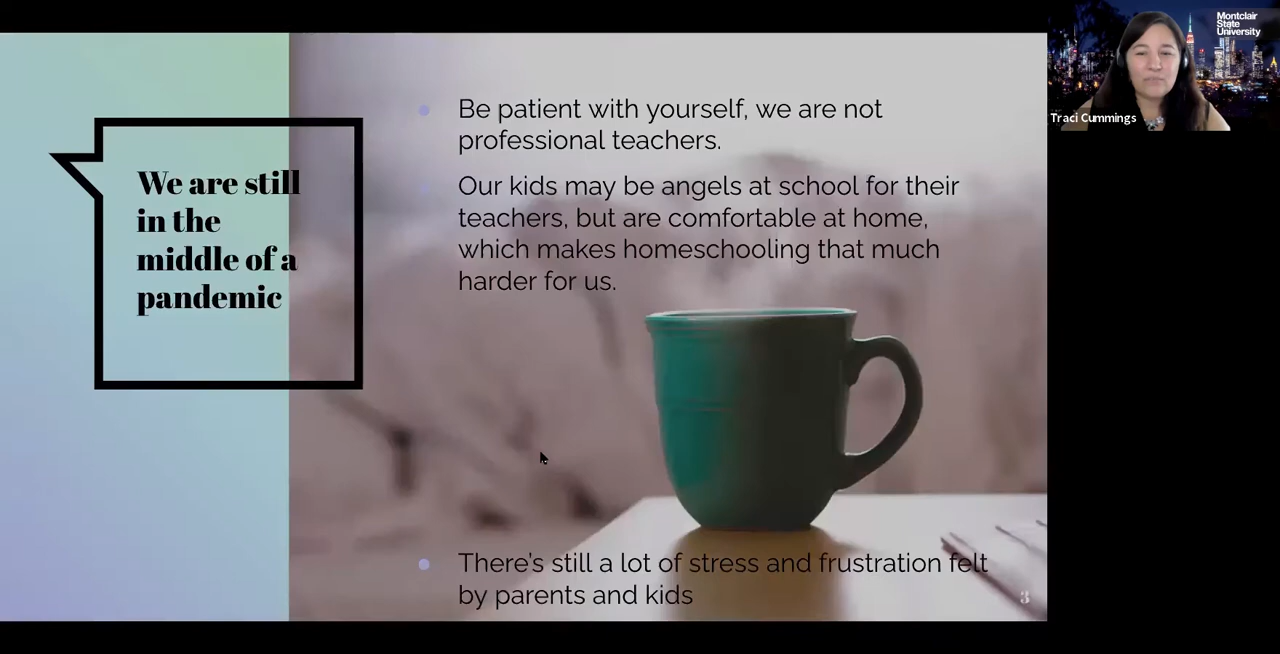 We are still
in the
middle of a
pandemic
Be patient with yourself, we are not
professional teachers.
Our kids may be angels at school for their
teachers, but are comfortable at home,
which makes homeschooling that much
harder for us.
There's still a lot of stress and frustration felt
by parents and kids
3
Montclair
State
University
Traci Cummings